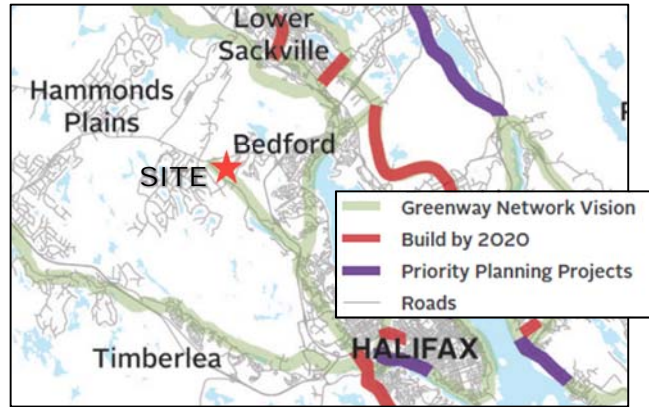 Lower
Sackville
Hammonds
Plains
Bedford
SITE
Greenway Network Vision
Build by 2020
Priority Planning Projects
Roads
Timberlea
HALIFAX